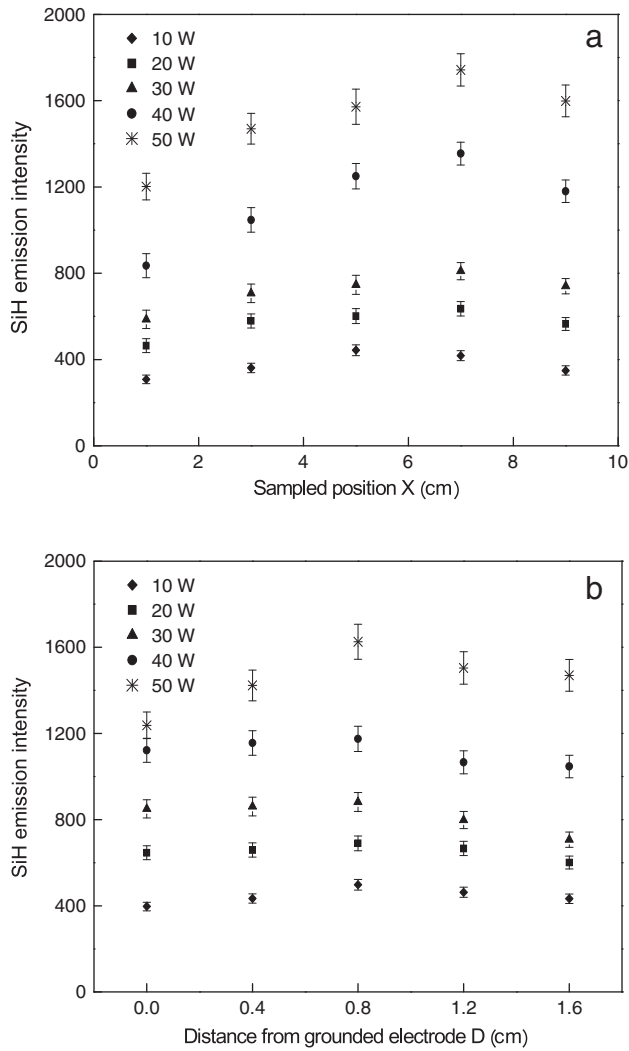 2000
1600
1200
800
400
0
SiH emission intensity
10 W
20 W
30 W
40 W
50 W
a
0 2 4 6 8 10
Sampled position X (cm)
2000
1600
1200
800
400
0
SiH emission intensity
10 W
20 W
30 W
40 W
50 W
b
0.0 0.4 0.8 1.2 1.6
Distance from grounded electrode D (cm)